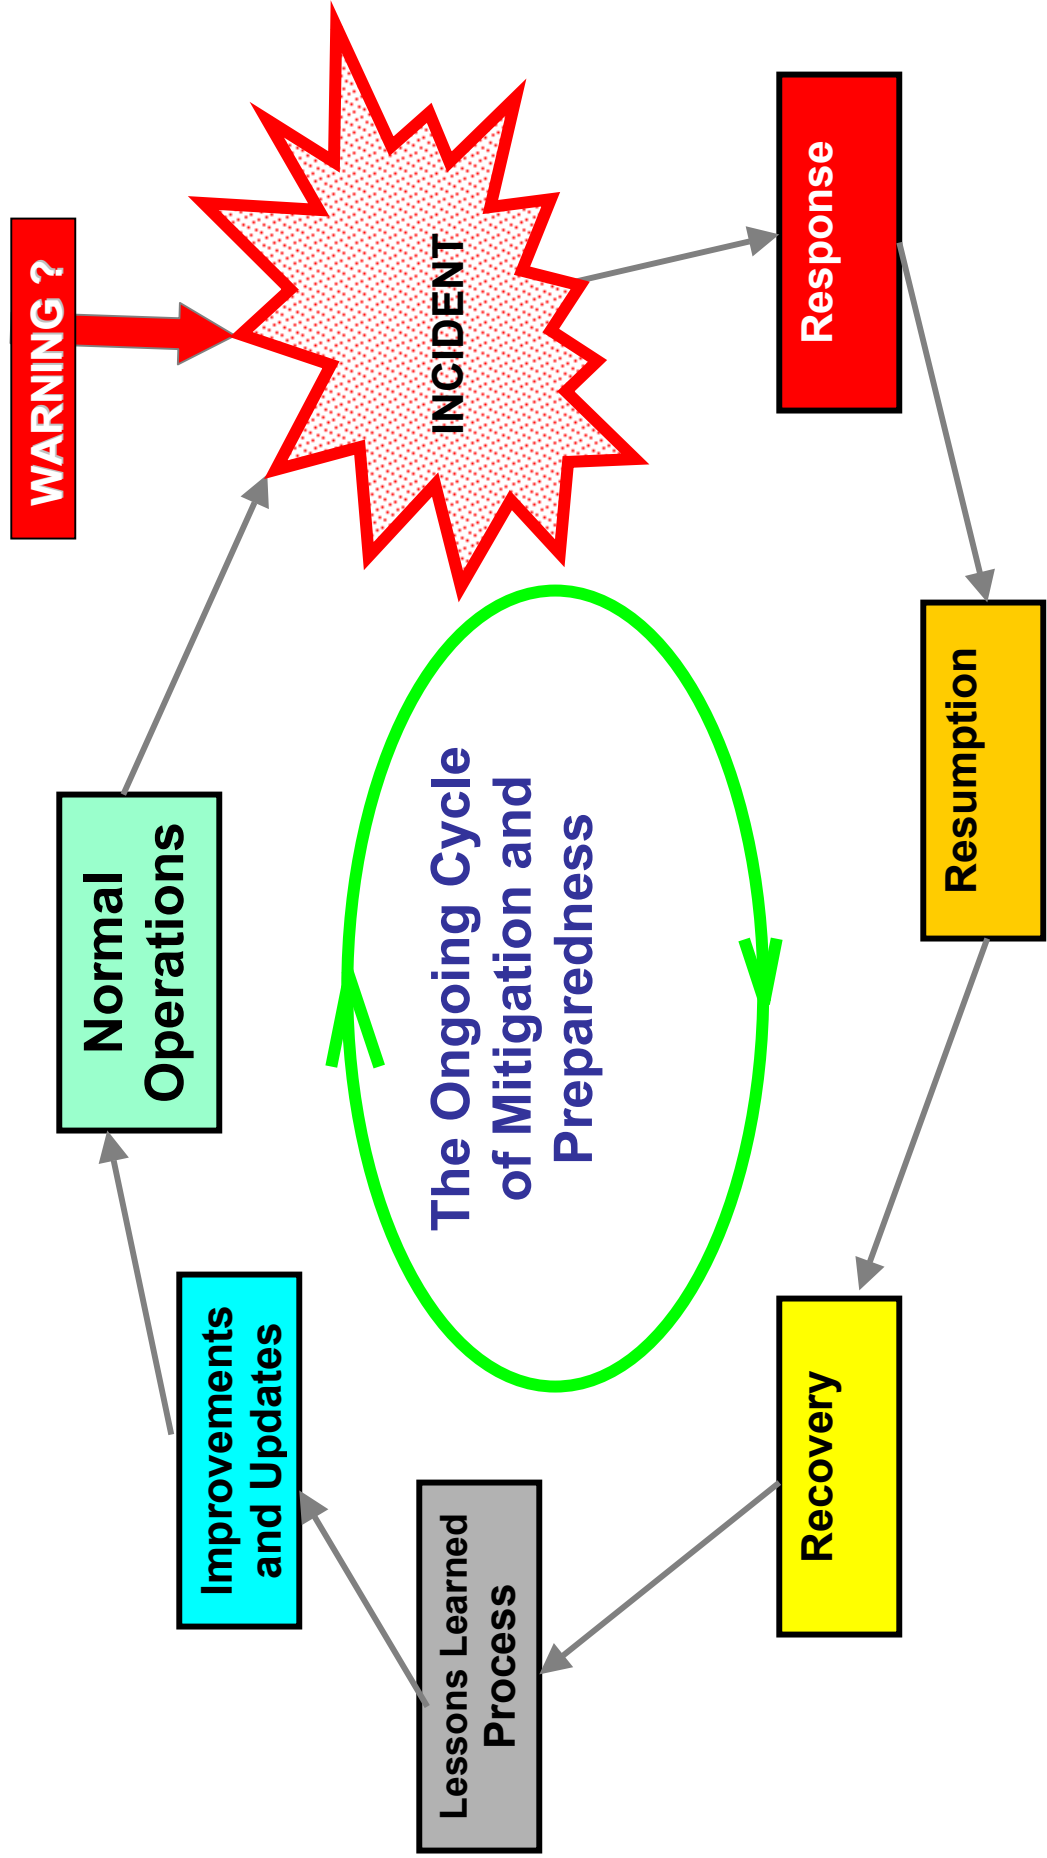 Normal
Operations
WARNING ?
INCIDENT
Response
Resumption
Recovery
Lessons Learned
Process
Improvements
and Updates
The Ongoing Cycle
of Mitigation and
Preparedness